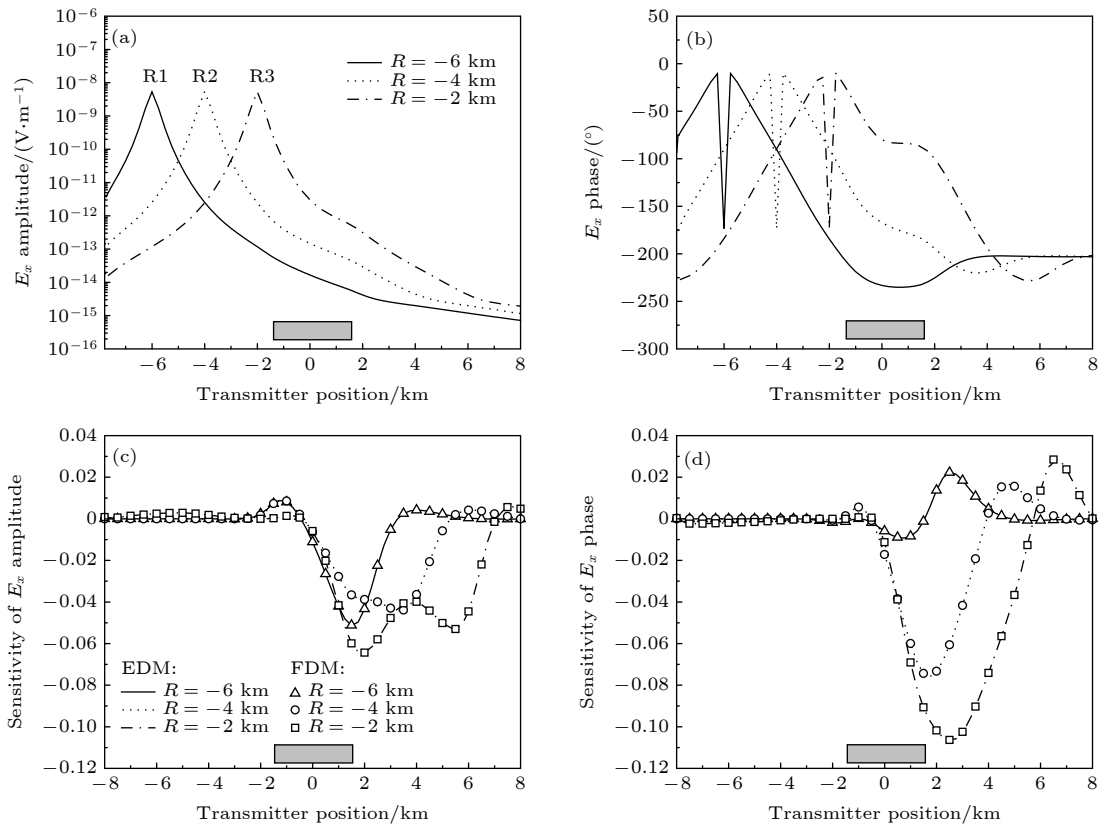 (a)
10−6
10−7
10−8
10−9
10−10
10−11
10−12
10−13
10−14
10−15
10−16
Ex amplitude/(V·m−1)
R1 R2 R3
R = −6 km
R = −4 km
R = −2 km
−6 −4 −2 0 2 4 6 8
Transmitter position/km
(b)
50
0
−50
−100
−150
−200
−250
−300
Ex phase/(°)
−6 −4 −2 0 2 4 6 8
Transmitter position/km
(c)
0.04
0.02
0
−0.02
−0.04
−0.06
−0.08
−0.10
−0.12
Sensitivity of Ex amplitude
EDM: FDM:
R = −6 km R = −6 km
R = −4 km R = −4 km
R = −2 km R = −2 km
−8 −6 −4 −2 0 2 4 6 8
Transmitter position/km
(d)
0.04
0.02
0
−0.02
−0.04
−0.06
−0.08
−0.10
−0.12
Sensitivity of Ex phase
−8 −6 −4 −2 0 2 4 6 8
Transmitter position/km